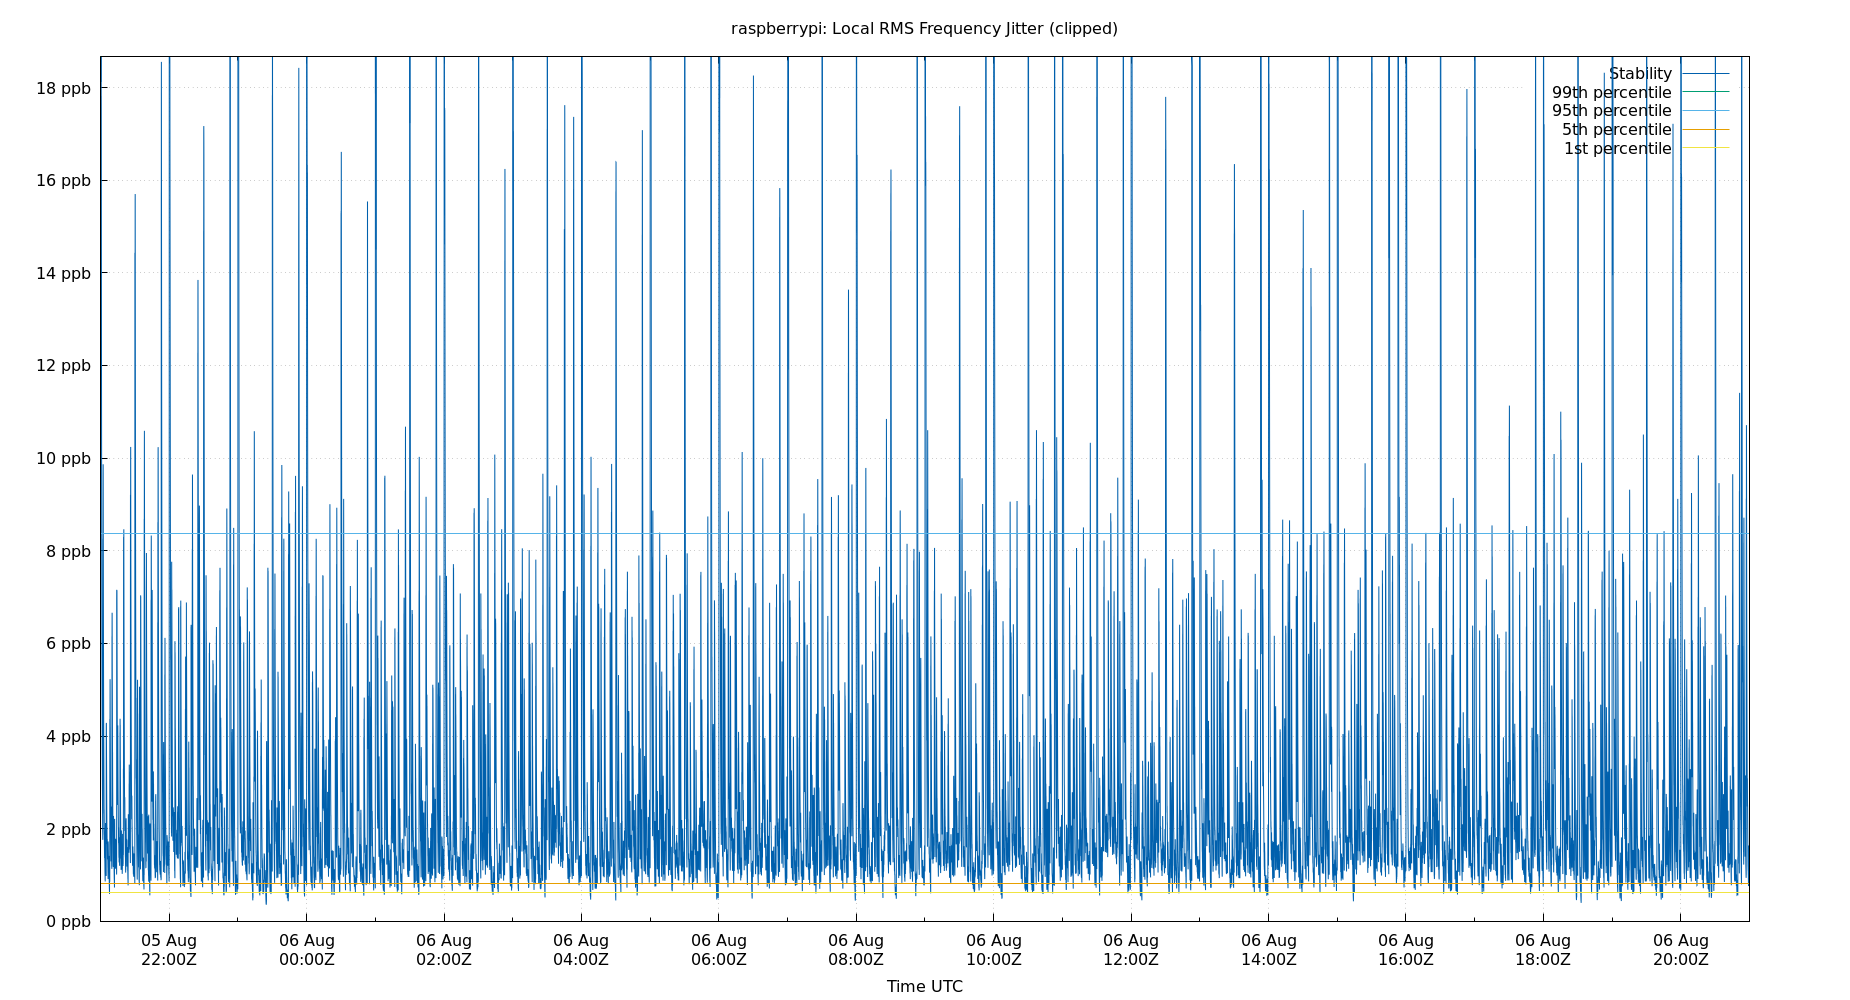 raspberrypi: Local RMS Frequency Jitter (clipped)
Stability
99th percentile
95th percentile
5th percentile
1st percentile
18 ppb
16 ppb
14 ppb
12 ppb
10 ppb
8 ppb
6 ppb
4 ppb
2 ppb
0 ppb
05 Aug 06 Aug 06 Aug 06 Aug 06 Aug 06 Aug 06 Aug 06 Aug 06 Aug 06 Aug 06 Aug 06 Aug
22:00Z 00:00Z 02:00Z 04:00Z 06:00Z 08:00Z 10:00Z 12:00Z 14:00Z 16:00Z 18:00Z 20:00Z
Time UTC